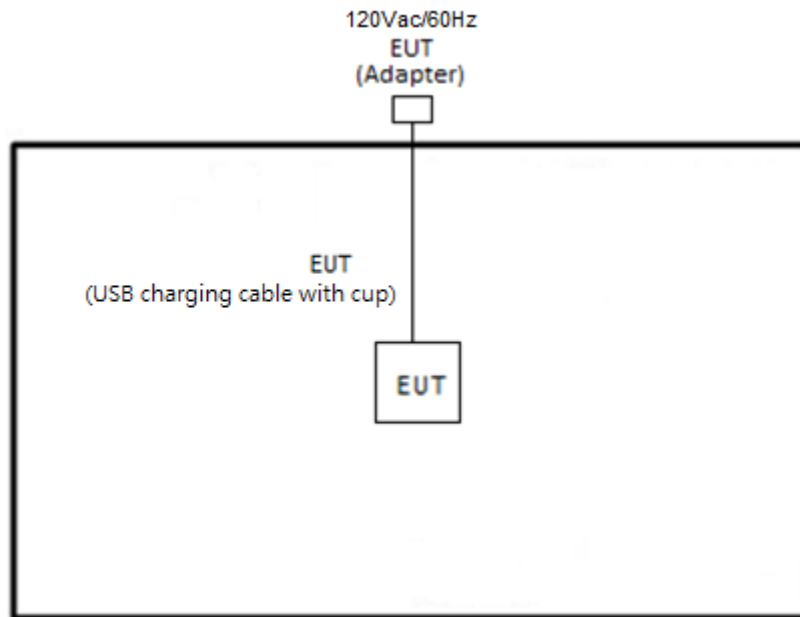 120Vac/60Hz
EUT
(Adapter)
EUT
(USB charging cable with cup)
EUT